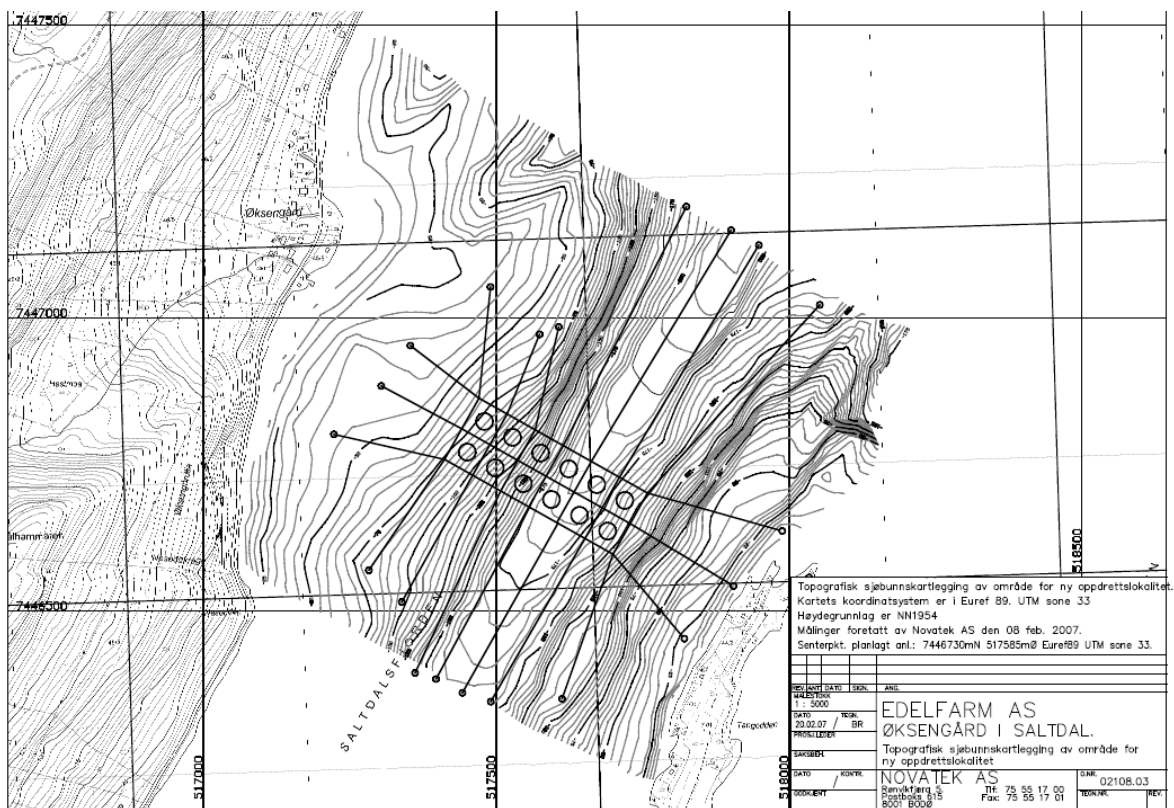 7447500
Øksengård
7447000
7446500
SALTDALSFJORDEN
Tangodden
517000
517500
518000
518500
N
Topografisk sjøbunnskartlegging av område for ny oppdrettslokalitet.
Kartets koordinatsystem er i Euref 89. UTM sone 33
Høydegrunnlag er NN1954
Målinger foretatt av Novatek AS den 08 feb. 2007.
Senterpkt. planlagt anl.: 7446730mN 517585mØ Euref89 UTM sone 33.
REV. ANT. DATO SIGN. ANG.
MÅLESTOKK
1 : 5000
DATO TEGN.
20.02.07 / BR
PROSJ.LEDER
SAKSBEH.
DATO / KONTR.
GODKJENT
EDELFARM AS
ØKSENGÅRD I SALTDAL.
Topografisk sjøbunnskartlegging av område for
ny oppdrettslokalitet
NOVATEK AS
Rønvikfjæra 5.
Postboks 615
8001 BODØ
Tlf: 75 55 17 00
Fax: 75 55 17 01
O.NR.
02108.03
TEGN.NR.
REV.